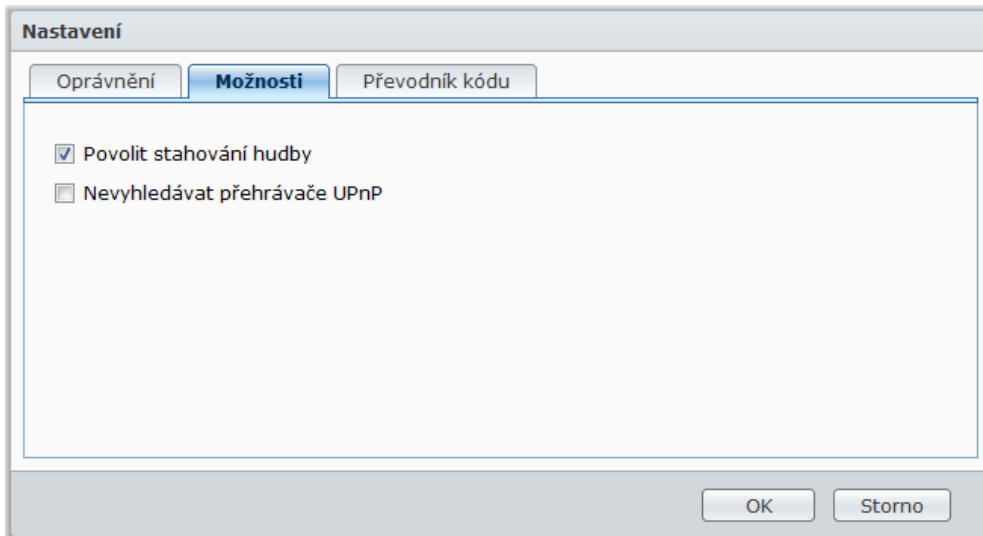 Nastavení
Oprávnění Možnosti Převodník kódu
Povolit stahování hudby
Nevyhledávat přehrávače UPnP
OK Storno